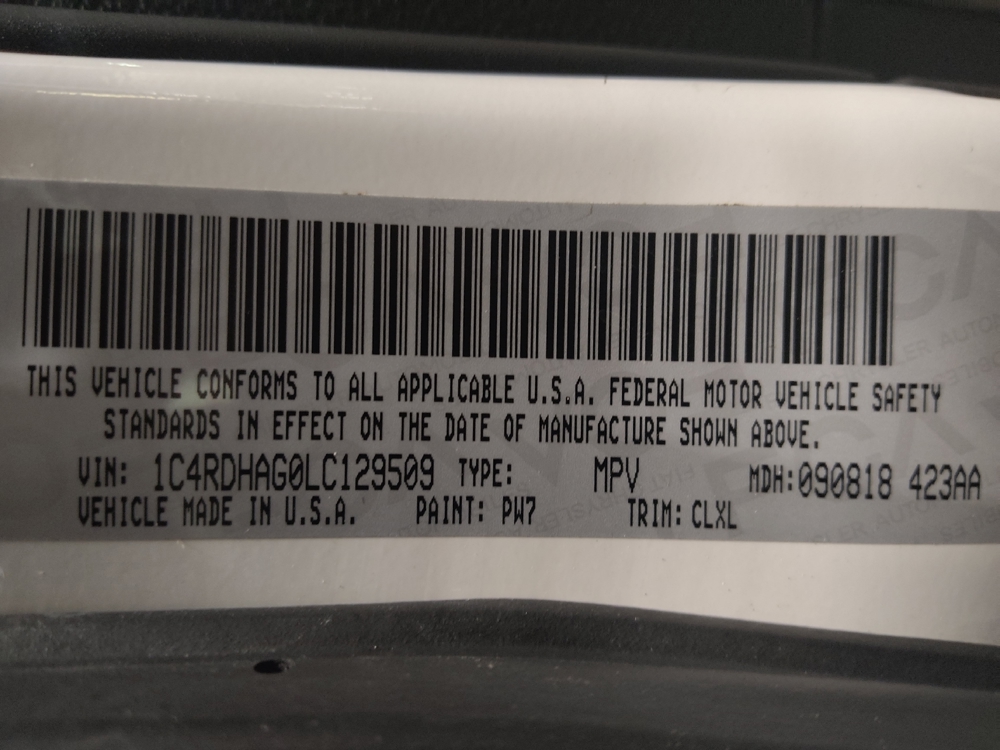 THIS VEHICLE CONFORMS TO ALL APPLICABLE U.S.A. FEDERAL MOTOR VEHICLE SAFETY
STANDARDS IN EFFECT ON THE DATE OF MANUFACTURE SHOWN ABOVE.
VIN: 1C4RDHAG0LC129509 TYPE: MPV MDH:090818 423AA
VEHICLE MADE IN U.S.A. PAINT: PW7 TRIM: CLXL